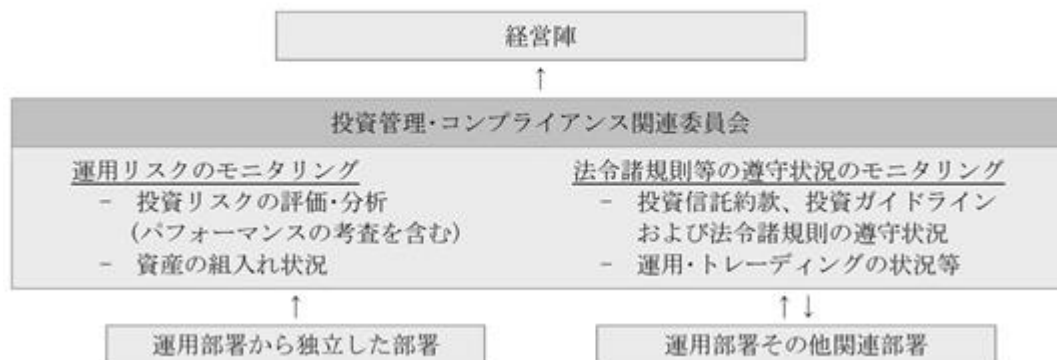 経営陣
↑
投資管理・コンプライアンス関連委員会
運用リスクのモニタリング
− 投資リスクの評価・分析
(パフォーマンスの考査を含む)
− 資産の組入れ状況
法令諸規則等の遵守状況のモニタリング
− 投資信託約款、投資ガイドライン
および法令諸規則の遵守状況
− 運用・トレーディングの状況等
↑
↑↓
運用部署から独立した部署
運用部署その他関連部署